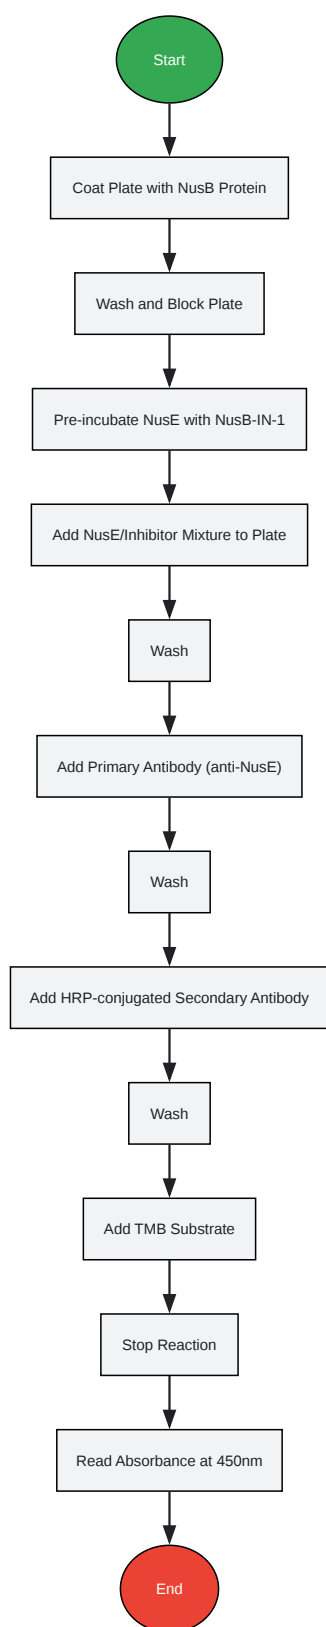 Start
Coat Plate with NusB Protein
Wash and Block Plate
Pre-incubate NusE with NusB-IN-1
Add NusE/Inhibitor Mixture to Plate
Wash
Add Primary Antibody (anti-NusE)
Wash
Add HRP-conjugated Secondary Antibody
Wash
Add TMB Substrate
Stop Reaction
Read Absorbance at 450nm
End